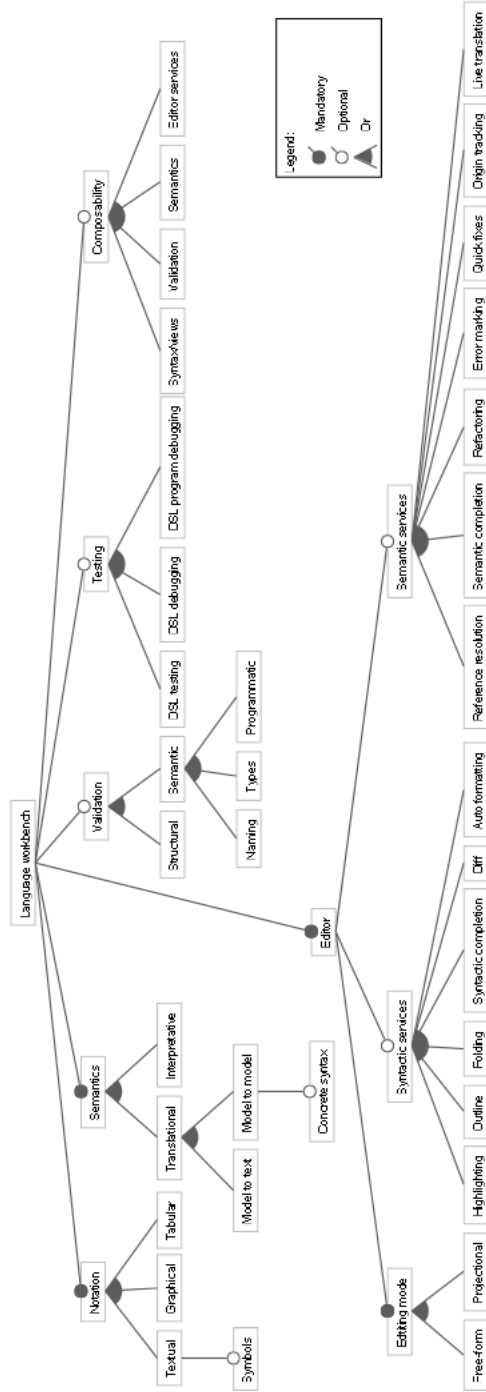 Language workbench
Notation
Semantics
Validation
Testing
Composability
Textual
Graphical
Tabular
Translational
Interpretative
Structural
Semantic
DSL testing
DSL debugging
DSL program debugging
Syntax/views
Validation
Semantics
Editor services
Symbols
Model to text
Model to model
Naming
Types
Programmatic
Concrete syntax
Editor
Legend:
Mandatory
Optional
Or
Editing mode
Syntactic services
Semantic services
Free-form
Projectional
Highlighting
Outline
Folding
Syntactic completion
Diff
Auto formatting
Reference resolution
Semantic completion
Refactoring
Error marking
Quick fixes
Origin tracking
Live translation